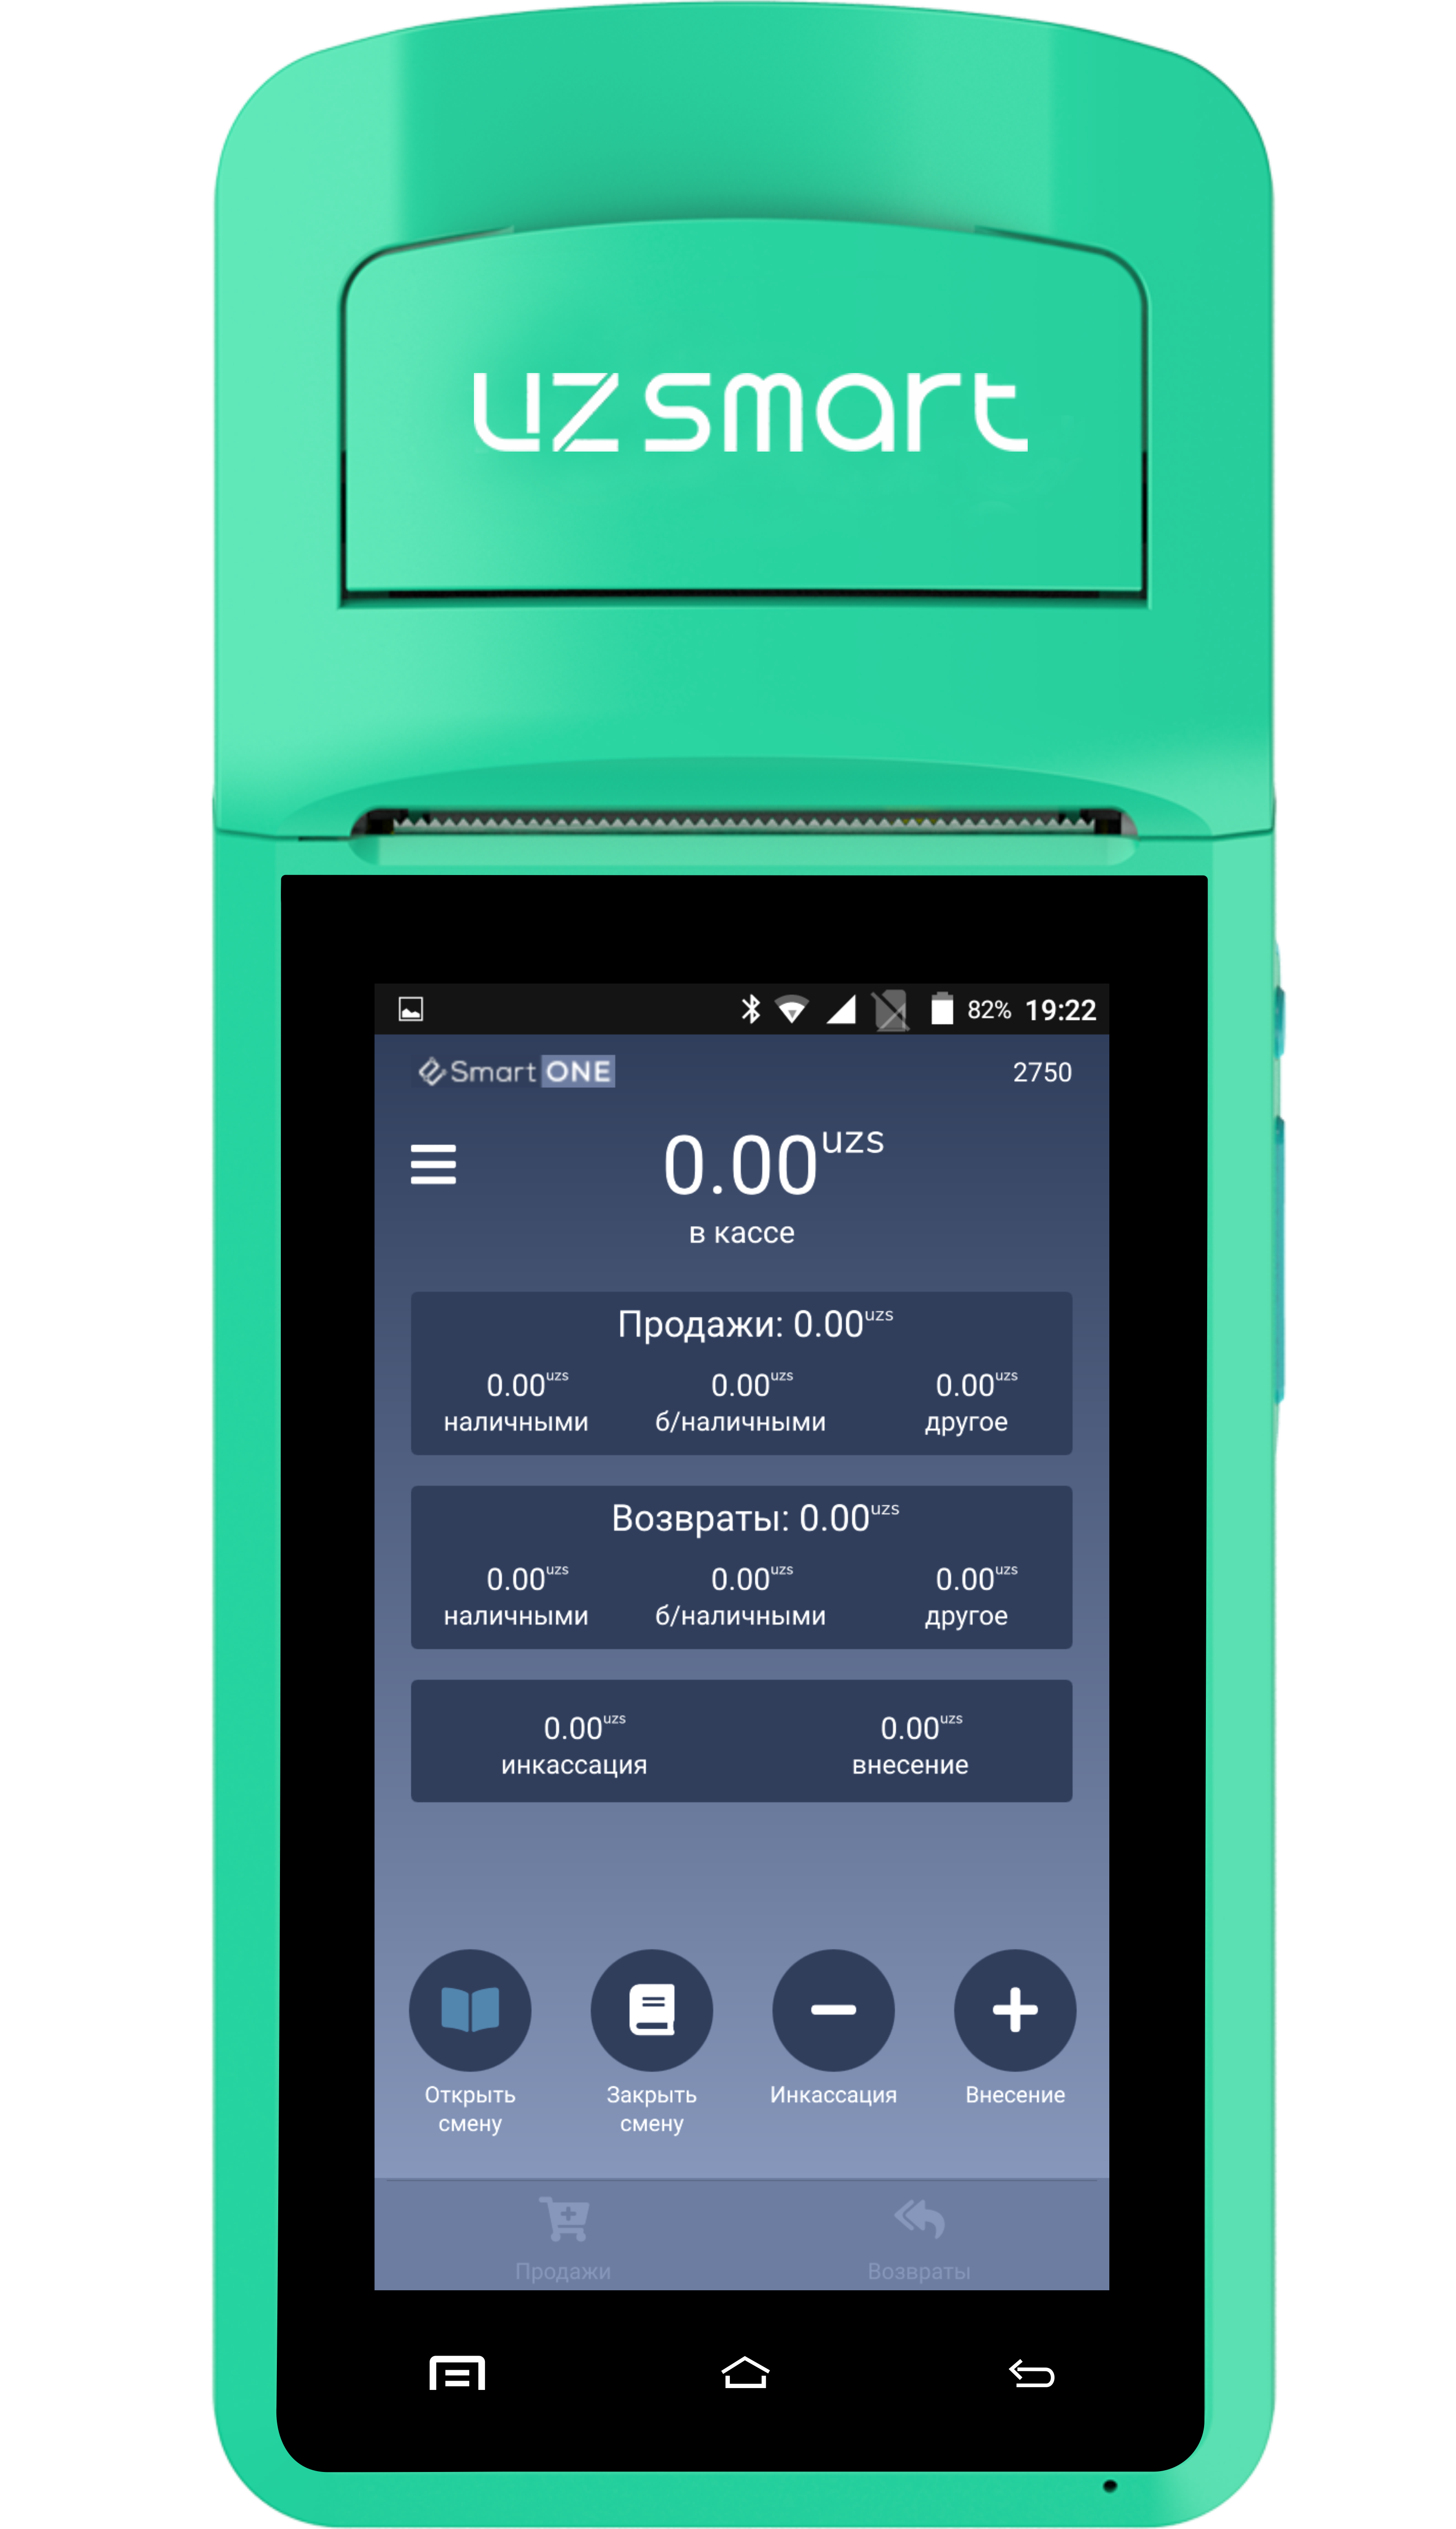 uzsmart
82% 19:22
Smart ONE 2750
0.00 uzs
в кассе
Продажи: 0.00 uzs
0.00 uzs 0.00 uzs 0.00 uzs
наличными б/наличными другое
Возвраты: 0.00 uzs
0.00 uzs 0.00 uzs 0.00 uzs
наличными б/наличными другое
0.00 uzs 0.00 uzs
инкассация внесение
Открыть Закрыть Инкассация Внесение
смену смену
Продажи Возвраты